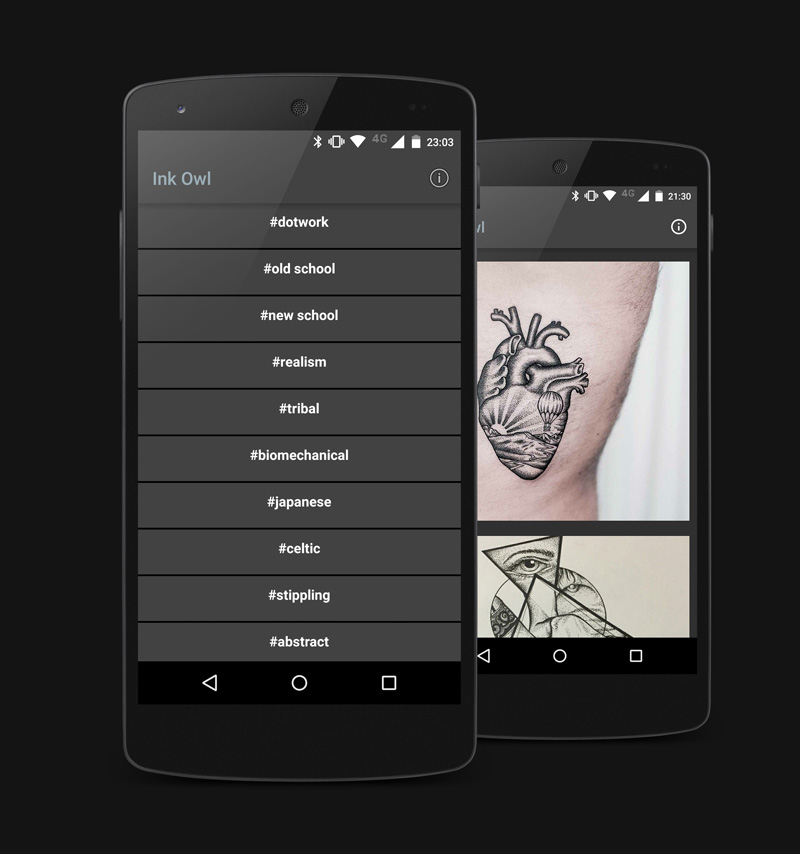 4G 23:03
Ink Owl
#dotwork
#old school
#new school
#realism
#tribal
#biomechanical
#japanese
#celtic
#stippling
#abstract
4G 21:30
wl